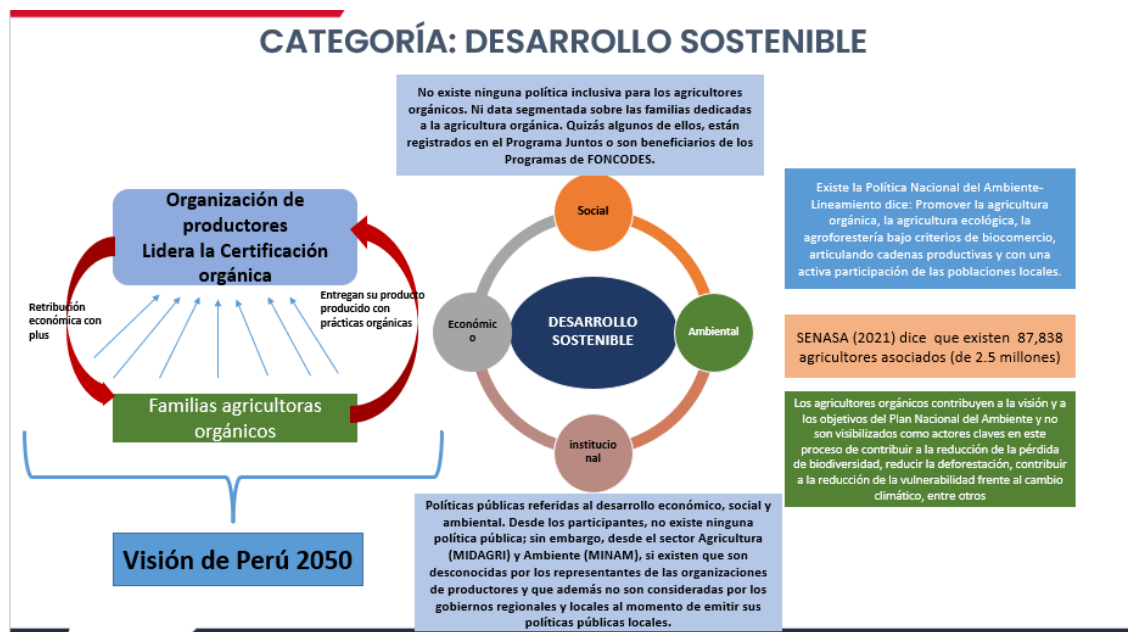 CATEGORÍA: DESARROLLO SOSTENIBLE
No existe ninguna política inclusiva para los agricultores
orgánicos. Ni data segmentada sobre las familias dedicadas
a la agricultura orgánica. Quizás algunos de ellos, están
registrados en el Programa Juntos o son beneficiarios de los
Programas de FONCODES.
Organización de
productores
Lidera la Certificación
orgánica
Retribución
económica con
plus
Entregan su producto
producido con
prácticas orgánicas
Familias agricultoras
orgánicos
Visión de Perú 2050
Social
Económic
o
DESARROLLO
SOSTENIBLE
Ambiental
institucio
nal
Políticas públicas referidas al desarrollo económico, social y
ambiental. Desde los participantes, no existe ninguna
política pública; sin embargo, desde el sector Agricultura
(MIDAGRI) y Ambiente (MINAM), si existen que son
desconocidas por los representantes de las organizaciones
de productores y que además no son consideradas por los
gobiernos regionales y locales al momento de emitir sus
políticas públicas locales.
Existe la Política Nacional del Ambiente-
Lineamiento dice: Promover la agricultura
orgánica, la agricultura ecológica, la
agroforestería bajo criterios de biocomercio,
articulando cadenas productivas y con una
activa participación de las poblaciones locales.
SENASA (2021) dice que existen 87,838
agricultores asociados (de 2.5 millones)
Los agricultores orgánicos contribuyen a la visión y a
los objetivos del Plan Nacional del Ambiente y no
son visibilizados como actores claves en este
proceso de contribuir a la reducción de la pérdida
de biodiversidad, reducir la deforestación, contribuir
a la reducción de la vulnerabilidad frente al cambio
climático, entre otros